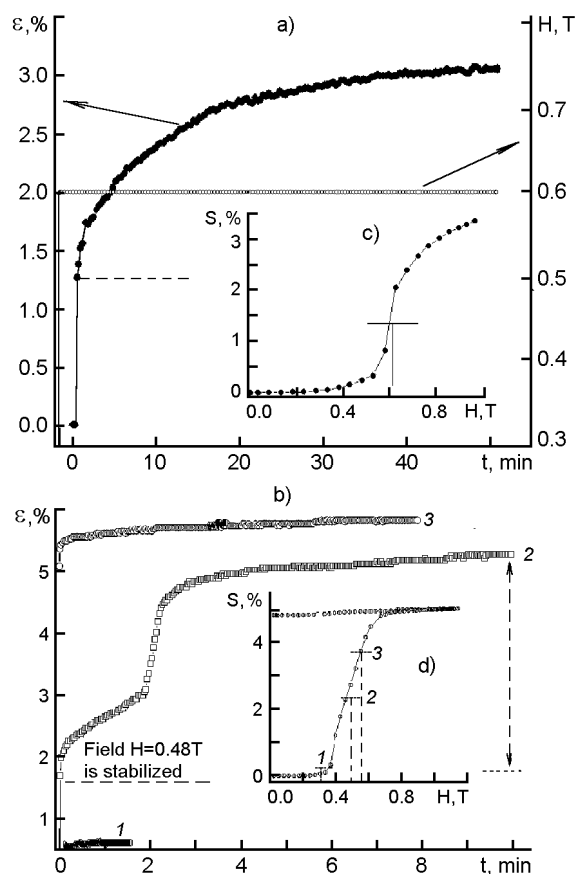 ε,% a) H, T
3.0
2.5
2.0
1.5
1.0
0.5
0.0
0.7
0.6
0.5
0.4
0.3
S, %
c)
3
2
1
0
0.0 0.4 0.8 H,T
0 10 20 30 40 t, min
b)
ε,%
5
4
3
2
1
3
2
Field H=0.48T
is stabilized
1
S, %
d)
4
2
0
3
2
1
0.0 0.4 0.8 H,T
0 2 4 6 8 t, min